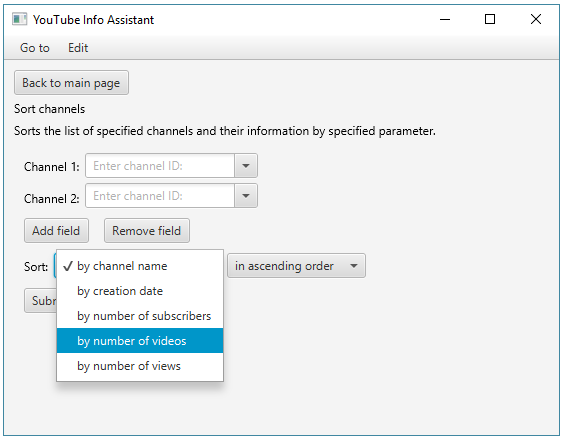 YouTube Info Assistant
Go to Edit
Back to main page
Sort channels
Sorts the list of specified channels and their information by specified parameter.
Channel 1: Enter channel ID:
Channel 2: Enter channel ID:
Add field Remove field
Sort: ✓ by channel name in ascending order
by creation date
by number of subscribers
by number of videos
by number of views